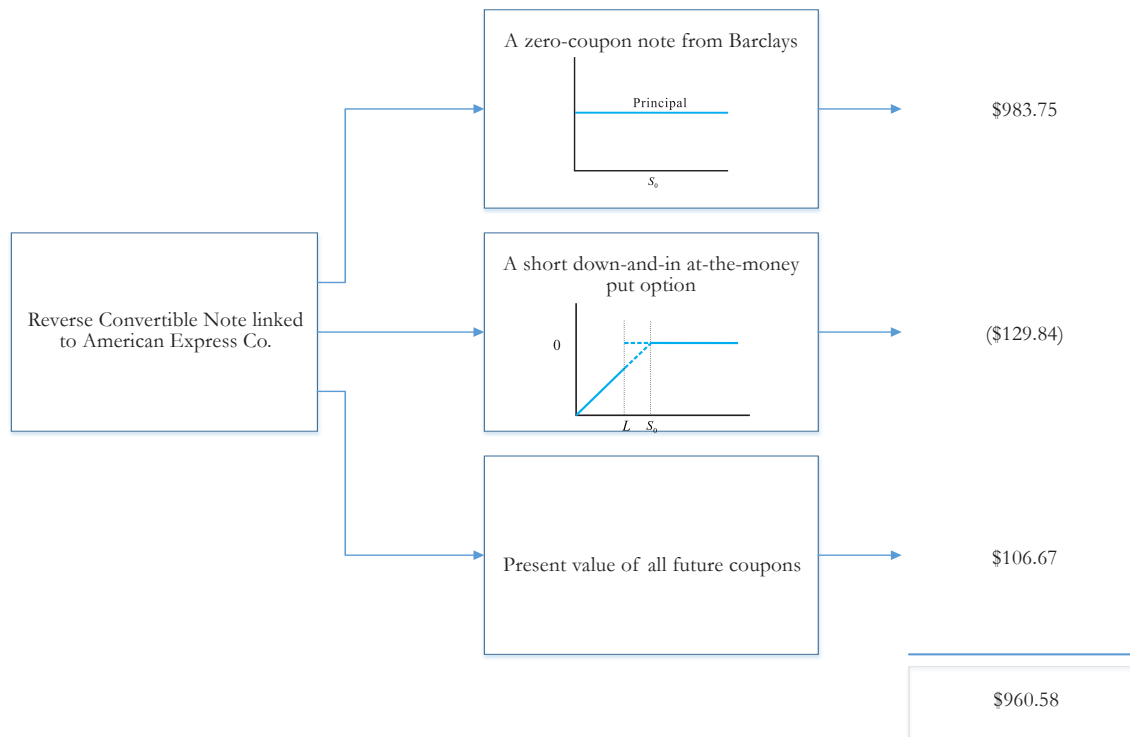 A zero-coupon note from Barclays
Principal
S₀
$983.75
Reverse Convertible Note linked
to American Express Co.
A short down-and-in at-the-money
put option
0
L S₀
($129.84)
Present value of all future coupons
$106.67
$960.58